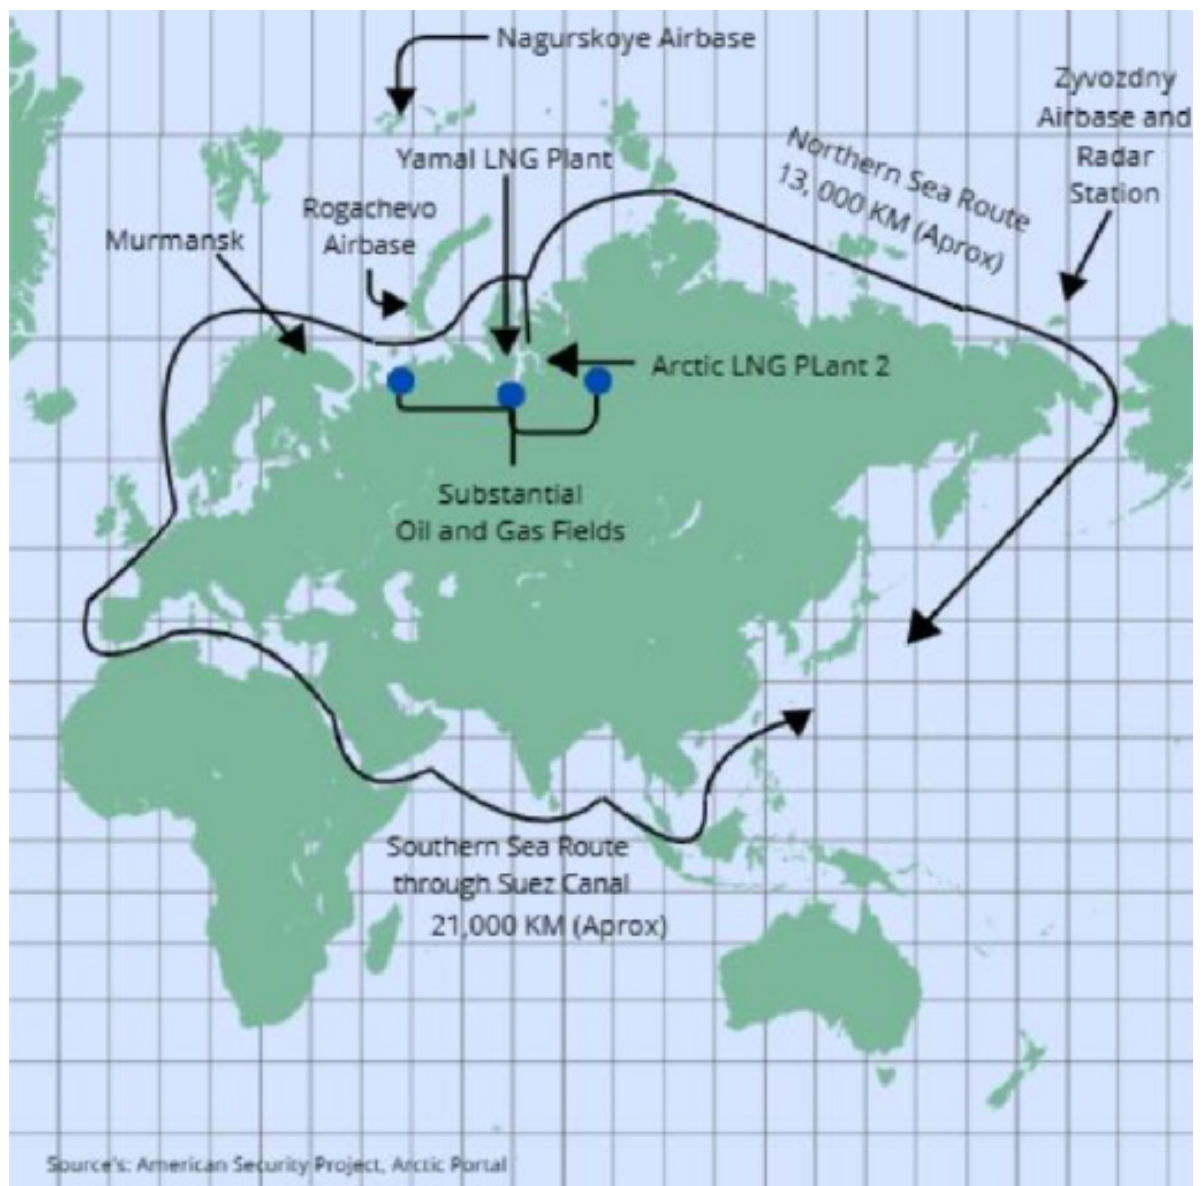 Nagurskoye Airbase
Zyvozdny
Airbase and
Radar
Station
Northern Sea Route
13, 000 KM (Aprox)
Yamal LNG Plant
Rogachevo
Airbase
Murmansk
Arctic LNG PLant 2
Substantial
Oil and Gas Fields
Southern Sea Route
through Suez Canal
21,000 KM (Aprox)
Source's: American Security Project, Arctic Portal